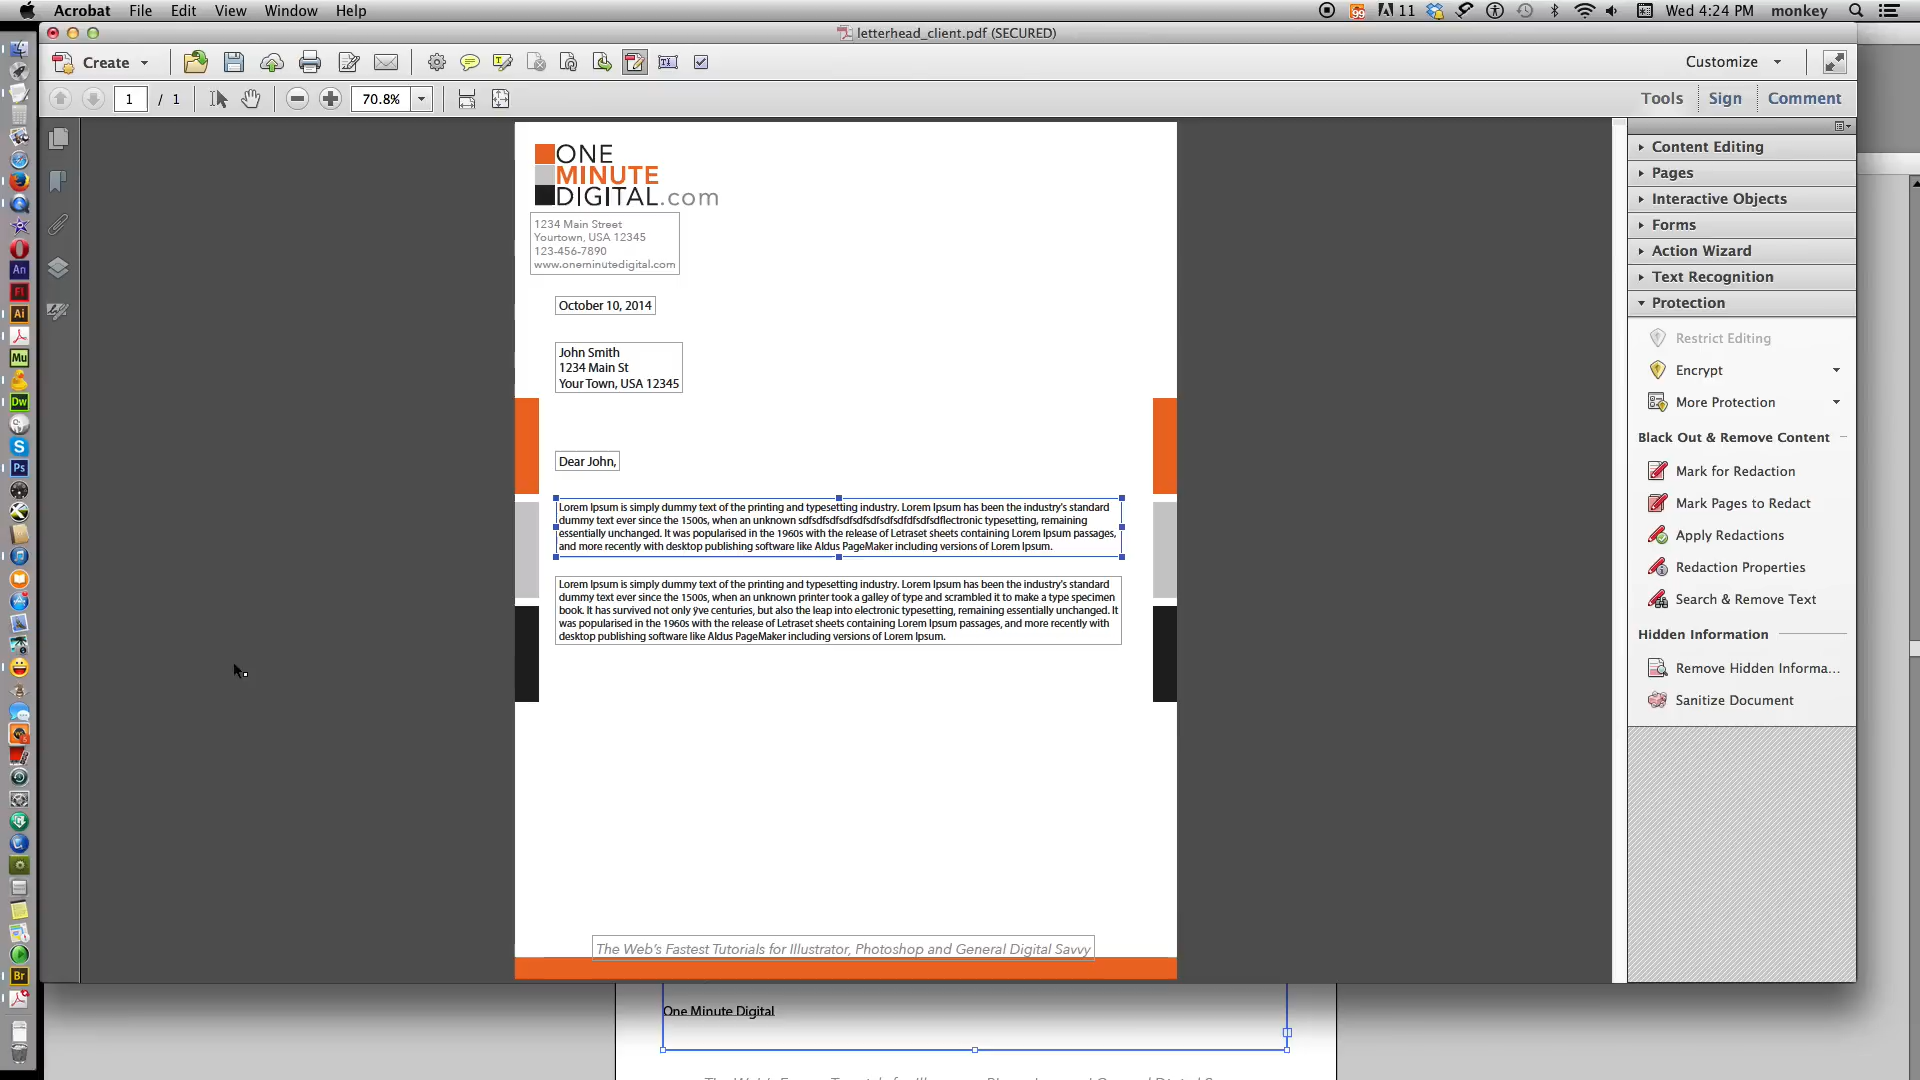 Acrobat File Edit View Window Help
99 11 Wed 4:24 PM monkey
letterhead_client.pdf (SECURED)
Create Customize
1 / 1 70.8% Tools Sign Comment
ONE
MINUTE
DIGITAL.com
1234 Main Street
Yourtown, USA 12345
123-456-7890
www.oneminutedigital.com
October 10, 2014
John Smith
1234 Main St
Your Town, USA 12345
Dear John,
Lorem Ipsum is simply dummy text of the printing and typesetting industry. Lorem Ipsum has been the industry's standard
dummy text ever since the 1500s, when an unknown sdfsdfsdfsdfsdfsdfsdfsdfdfsdfsdflectronic typesetting, remaining
essentially unchanged. It was popularised in the 1960s with the release of Letraset sheets containing Lorem Ipsum passages,
and more recently with desktop publishing software like Aldus PageMaker including versions of Lorem Ipsum.
Lorem Ipsum is simply dummy text of the printing and typesetting industry. Lorem Ipsum has been the industry's standard
dummy text ever since the 1500s, when an unknown printer took a galley of type and scrambled it to make a type specimen
book. It has survived not only ÿve centuries, but also the leap into electronic typesetting, remaining essentially unchanged. It
was popularised in the 1960s with the release of Letraset sheets containing Lorem Ipsum passages, and more recently with
desktop publishing software like Aldus PageMaker including versions of Lorem Ipsum.
The Web's Fastest Tutorials for Illustrator, Photoshop and General Digital Savvy
Content Editing
Pages
Interactive Objects
Forms
Action Wizard
Text Recognition
Protection
Restrict Editing
Encrypt
More Protection
Black Out & Remove Content
Mark for Redaction
Mark Pages to Redact
Apply Redactions
Redaction Properties
Search & Remove Text
Hidden Information
Remove Hidden Informa...
Sanitize Document
An
Fl
Ai
Mu
Dw
S
Ps
Br
One Minute Digital